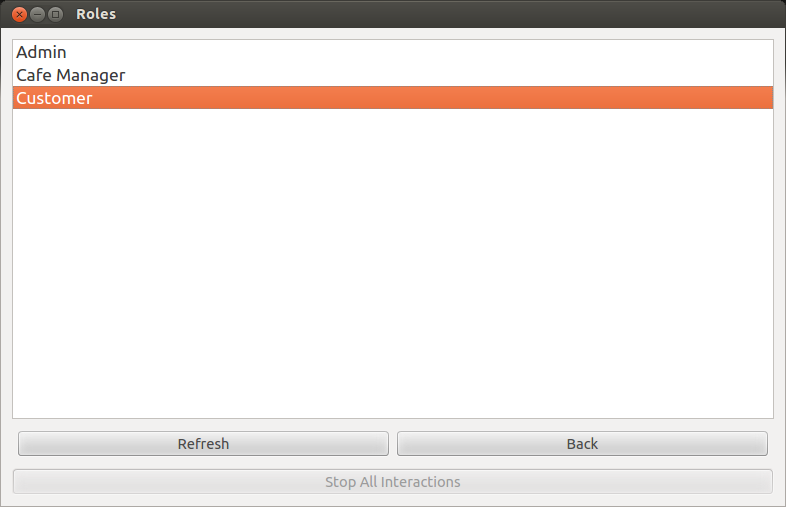 Roles
Admin
Cafe Manager
Customer
Refresh
Back
Stop All Interactions